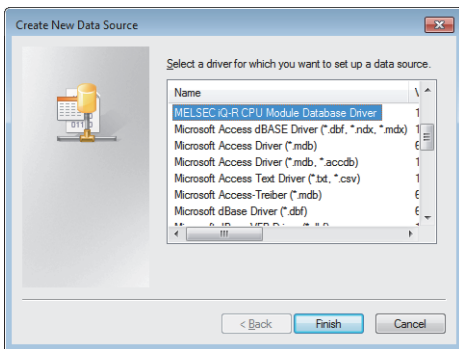 Create New Data Source
Select a driver for which you want to set up a data source.
Name
MELSEC iQ-R CPU Module Database Driver
Microsoft Access dBASE Driver (*.dbf, *.ndx, *.mdx)
Microsoft Access Driver (*.mdb)
Microsoft Access Driver (*.mdb, *.accdb)
Microsoft Access Text Driver (*.txt, *.csv)
Microsoft Access-Treiber (*.mdb)
Microsoft dBase Driver (*.dbf)
< Back Finish Cancel